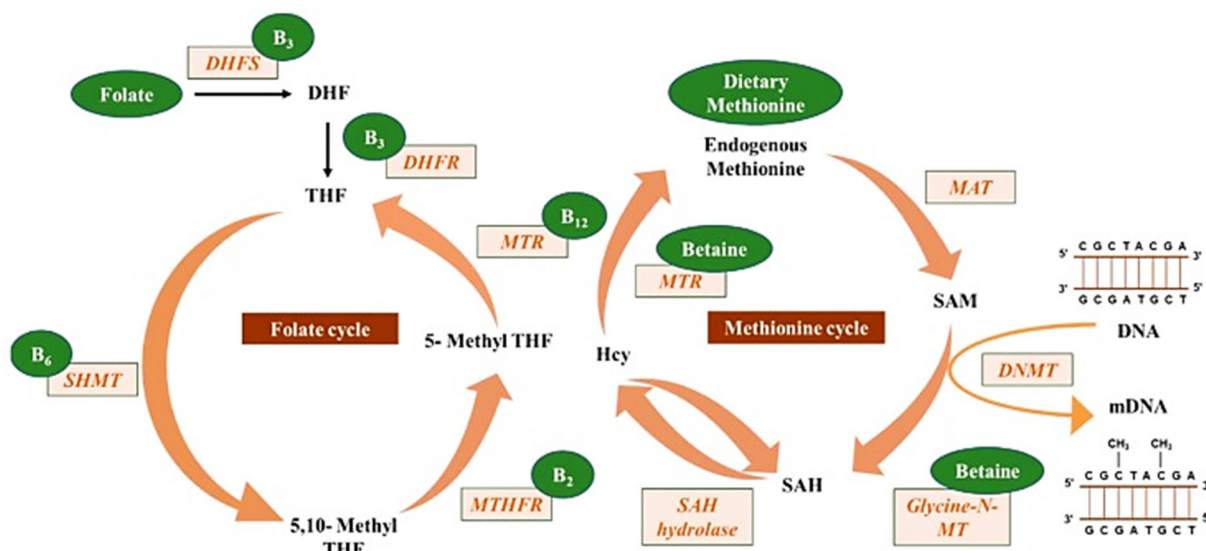 B3
DHFS
Folate
DHF
B3
DHFR
THF
B12
MTR
Folate cycle
5- Methyl THF
B6
SHMT
B2
MTHFR
5,10- Methyl
THF
Dietary
Methionine
Endogenous
Methionine
MAT
Betaine
MTR
Methionine cycle
Hcy
SAM
SAH
SAH
hydrolase
Betaine
Glycine-N-
MT
5' C G C T A C G A 3'
3' G C G A T G C T 5'
DNA
DNMT
mDNA
CH3 CH3
5' C G C T A C G A 3'
3' G C G A T G C T 5'